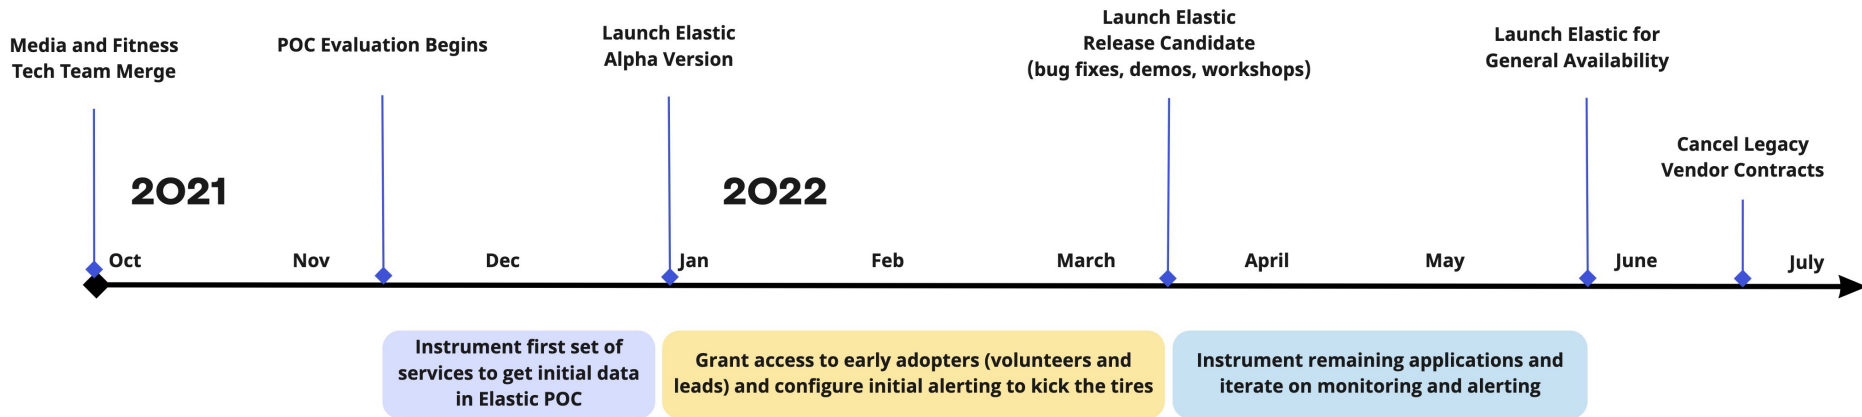 Media and Fitness
Tech Team Merge
POC Evaluation Begins
Launch Elastic
Alpha Version
Launch Elastic
Release Candidate
(bug fixes, demos, workshops)
Launch Elastic for
General Availability
Cancel Legacy
Vendor Contracts
2021
2022
Oct
Nov
Dec
Jan
Feb
March
April
May
June
July
Instrument first set of
services to get initial data
in Elastic POC
Grant access to early adopters (volunteers and
leads) and configure initial alerting to kick the tires
Instrument remaining applications and
iterate on monitoring and alerting